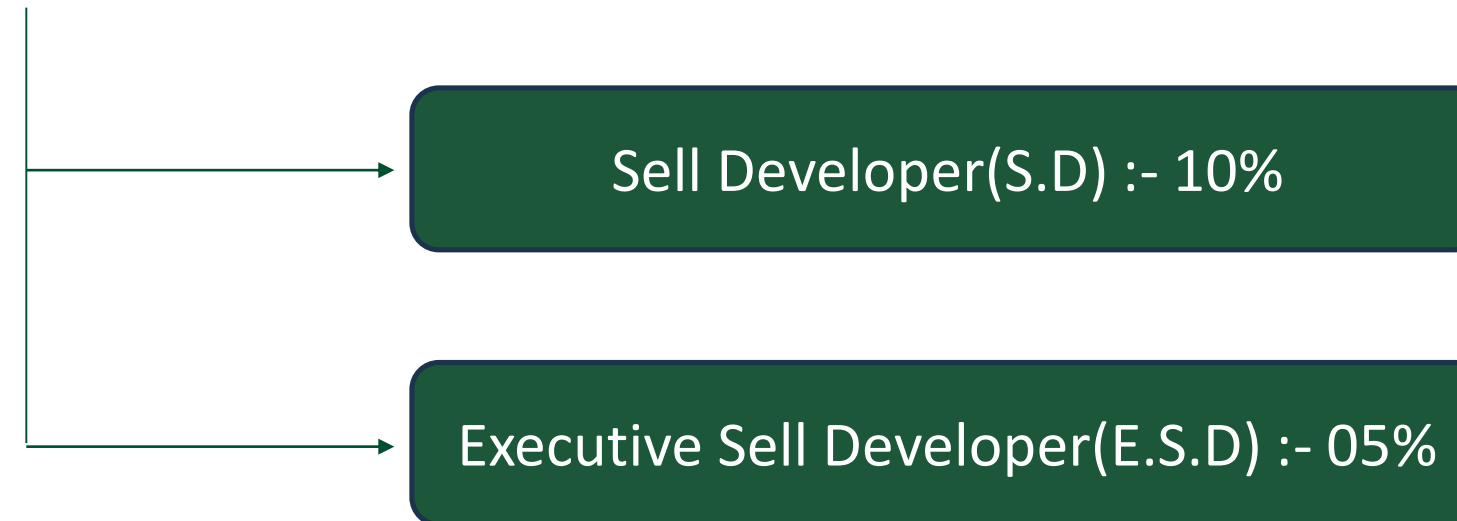 Sell Developer(S.D) :- 10%
Executive Sell Developer(E.S.D) :- 05%